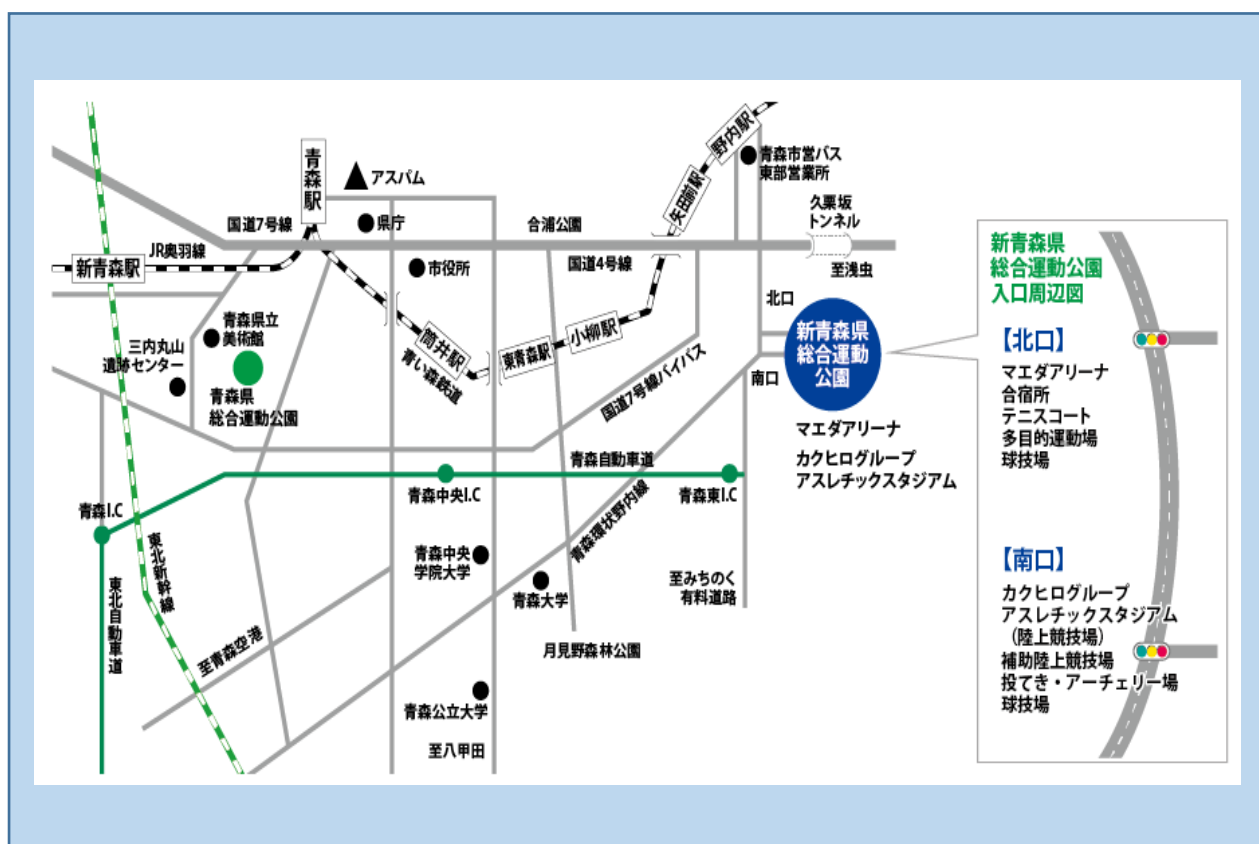 野内駅
青森市営バス
東部営業所
青森駅
アスパム
矢田前駅
久栗坂
トンネル
国道7号線
県庁
合浦公園
JR奥羽線
新青森駅
市役所
国道4号線
至浅虫
北口
青森県立
美術館
三内丸山
遺跡センター
青森県
総合運動公園
筒井駅
青い森鉄道
東青森駅
小柳駅
国道7号線バイパス
南口
新青森県
総合運動
公園
マエダアリーナ
カクヒログループ
アスレチックスタジアム
青森自動車道
青森I.C
青森中央I.C
青森東I.C
東北新幹線
東北自動車道
青森中央
学院大学
青森環状野内線
青森大学
至みちのく
有料道路
至青森空港
月見野森林公園
青森公立大学
至八甲田
新青森県
総合運動公園
入口周辺図
【北口】
マエダアリーナ
合宿所
テニスコート
多目的運動場
球技場
【南口】
カクヒログループ
アスレチックスタジアム
（陸上競技場）
補助陸上競技場
投てき・アーチェリー場
球技場